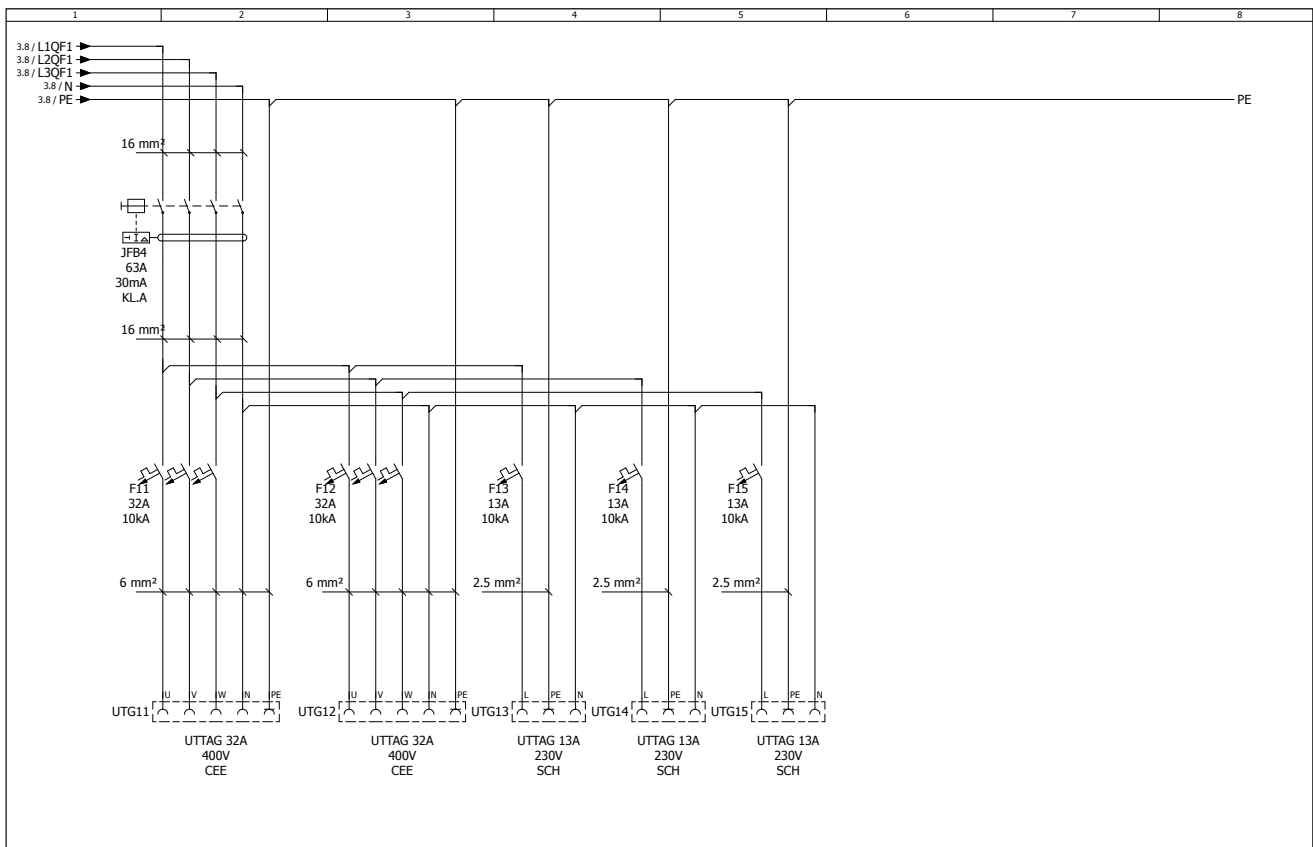 1 2 3 4 5 6 7 8
3.8 / L1QF1
3.8 / L2QF1
3.8 / L3QF1
3.8 / N
3.8 / PE
PE
16 mm²
JFB4
63A
30mA
KL.A
16 mm²
F11
32A
10kA
F12
32A
10kA
F13
13A
10kA
F14
13A
10kA
F15
13A
10kA
6 mm²
6 mm²
2.5 mm²
2.5 mm²
2.5 mm²
U V W N PE
UTG11
UTTAG 32A
400V
CEE
U V W N PE
UTG12
UTTAG 32A
400V
CEE
L PE N
UTG13
UTTAG 13A
230V
SCH
L PE N
UTG14
UTTAG 13A
230V
SCH
L PE N
UTG15
UTTAG 13A
230V
SCH